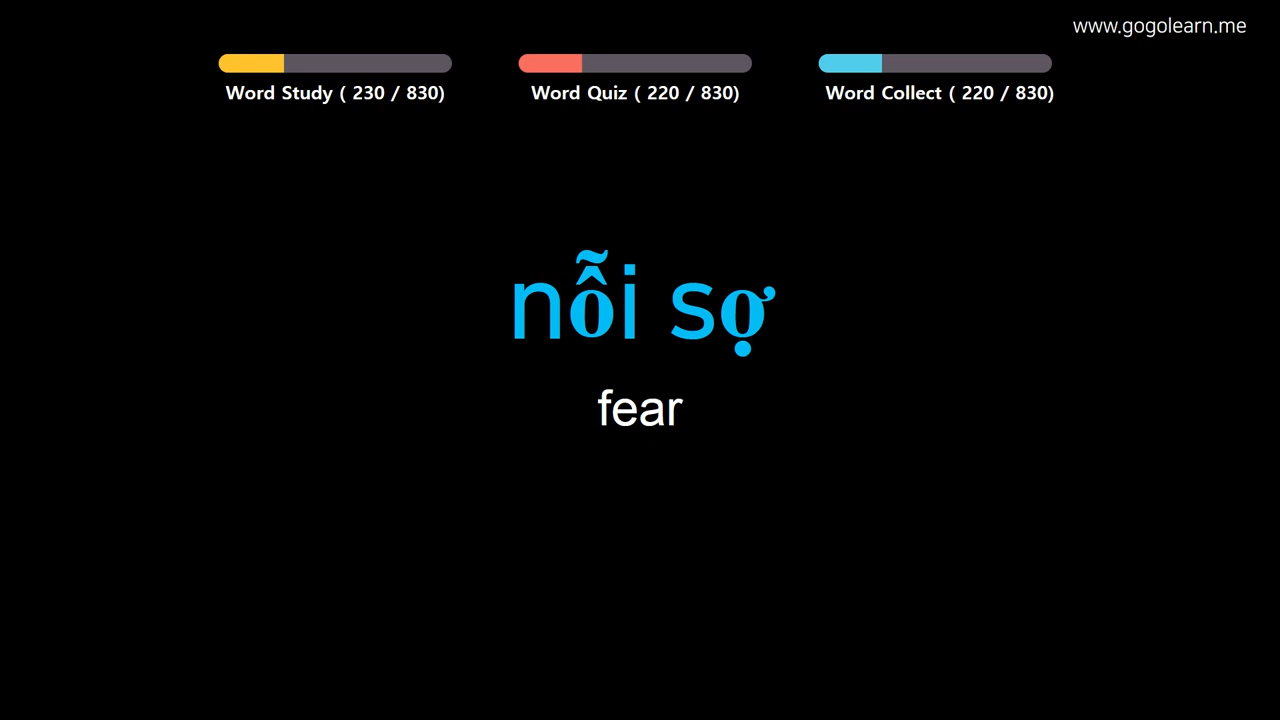 www.gogolearn.me
Word Study ( 230 / 830)
Word Quiz ( 220 / 830)
Word Collect ( 220 / 830)
nỗi sợ
fear